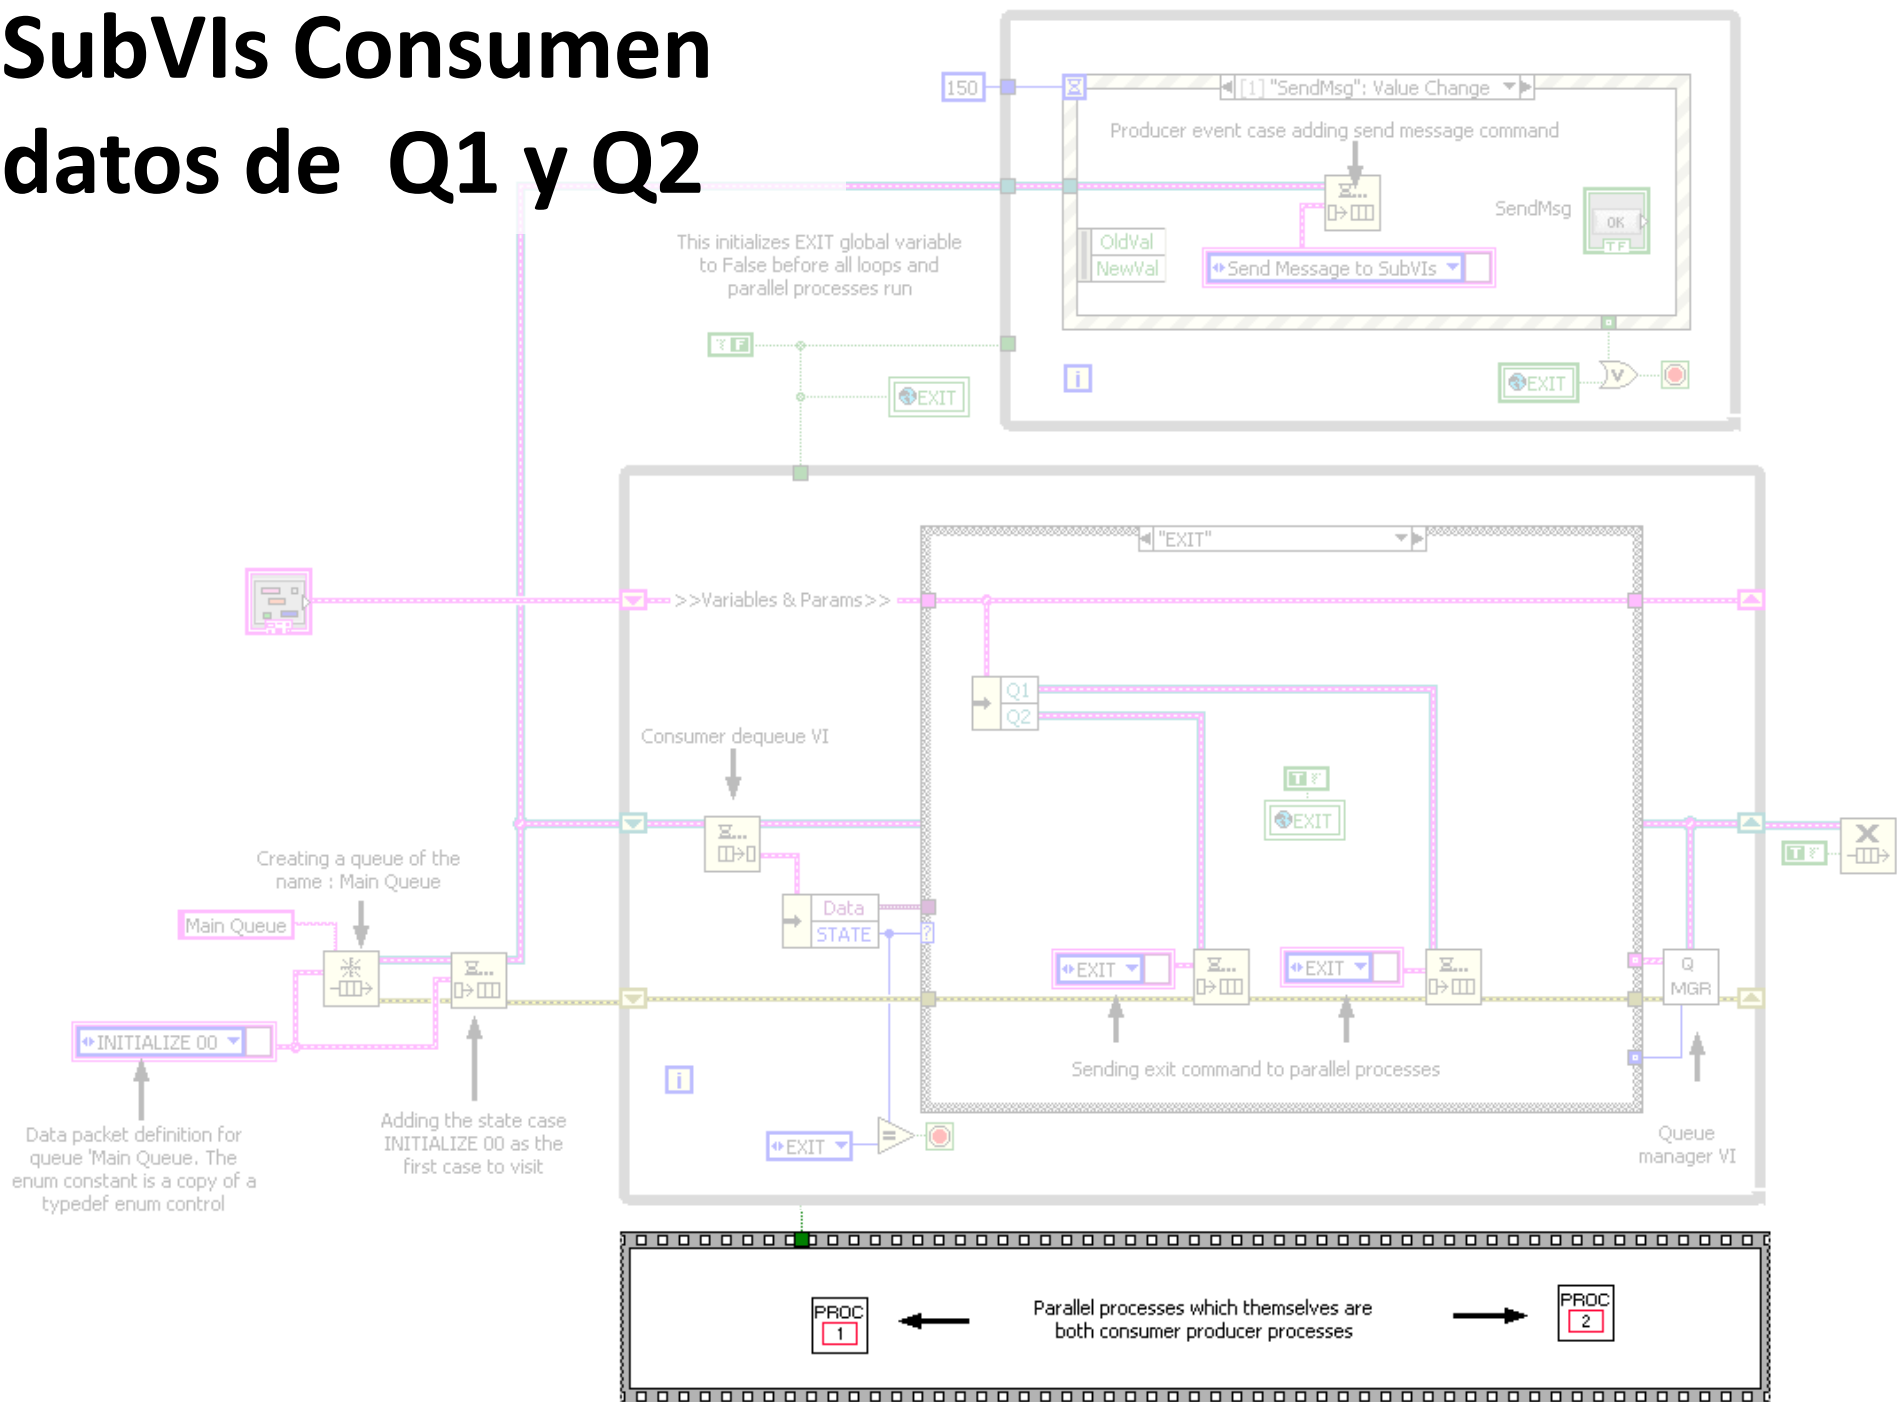 SubVIs Consumen
datos de Q1 y Q2
150
[1] "SendMsg": Value Change
Producer event case adding send message command
SendMsg
OK
TF
OldVal
NewVal
Send Message to SubVIs
This initializes EXIT global variable
to False before all loops and
parallel processes run
F
EXIT
i
EXIT
V
"EXIT"
>>Variables & Params>>
Q1
Q2
Consumer dequeue VI
T
EXIT
T
X
Creating a queue of the
name : Main Queue
Main Queue
Data
STATE
?
EXIT
EXIT
Q
MGR
INITIALIZE 00
Sending exit command to parallel processes
i
Adding the state case
INITIALIZE 00 as the
first case to visit
Data packet definition for
queue 'Main Queue. The
enum constant is a copy of a
typedef enum control
EXIT
=
Queue
manager VI
PROC
1
Parallel processes which themselves are
both consumer producer processes
PROC
2